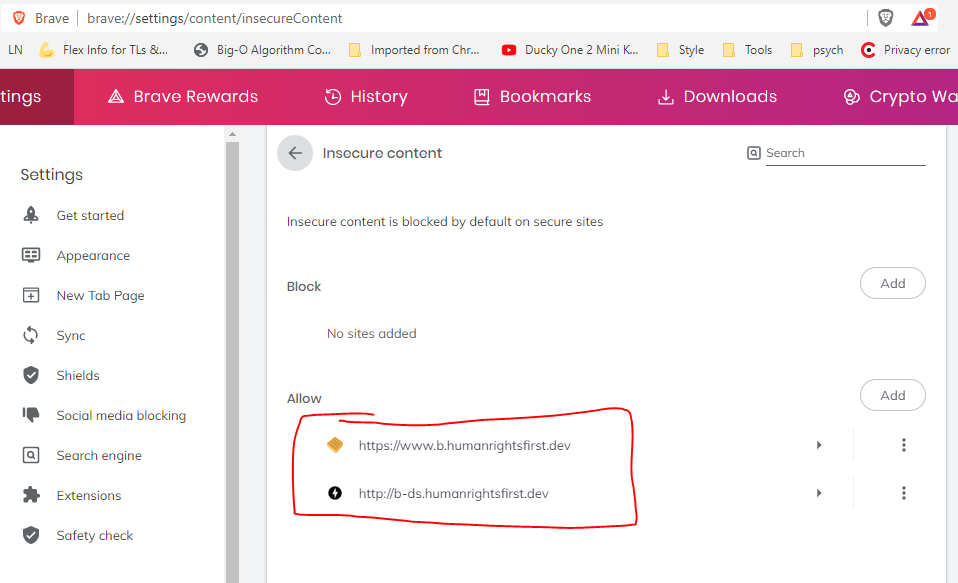 Brave brave://settings/content/insecureContent 1
LN Flex Info for TLs &... Big-O Algorithm Co... Imported from Chr... Ducky One 2 Mini K... Style Tools psych Privacy error
tings Brave Rewards History Bookmarks Downloads Crypto Wa
Settings
Get started
Appearance
New Tab Page
Sync
Shields
Social media blocking
Search engine
Extensions
Safety check
Insecure content Search
Insecure content is blocked by default on secure sites
Block Add
No sites added
Allow Add
https://www.b.humanrightsfirst.dev
http://b-ds.humanrightsfirst.dev